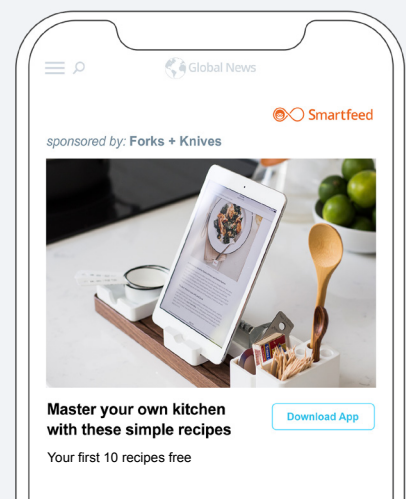 Global News
Smartfeed
sponsored by: Forks + Knives
Master your own kitchen
with these simple recipes
Download App
Your first 10 recipes free